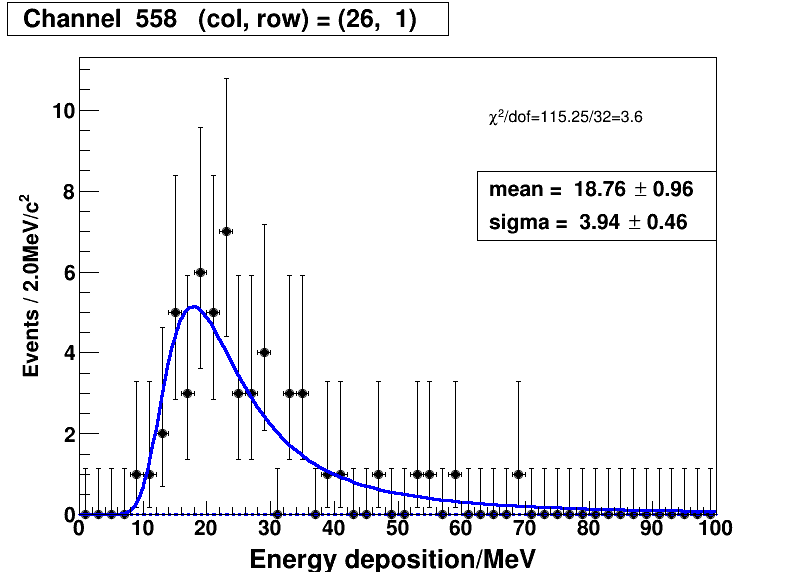 Channel 558 (col, row) = (26, 1)
χ²/dof=115.25/32=3.6
mean = 18.76 ± 0.96
sigma = 3.94 ± 0.46
Events / 2.0MeV/c²
10
8
6
4
2
0
0 10 20 30 40 50 60 70 80 90 100
Energy deposition/MeV